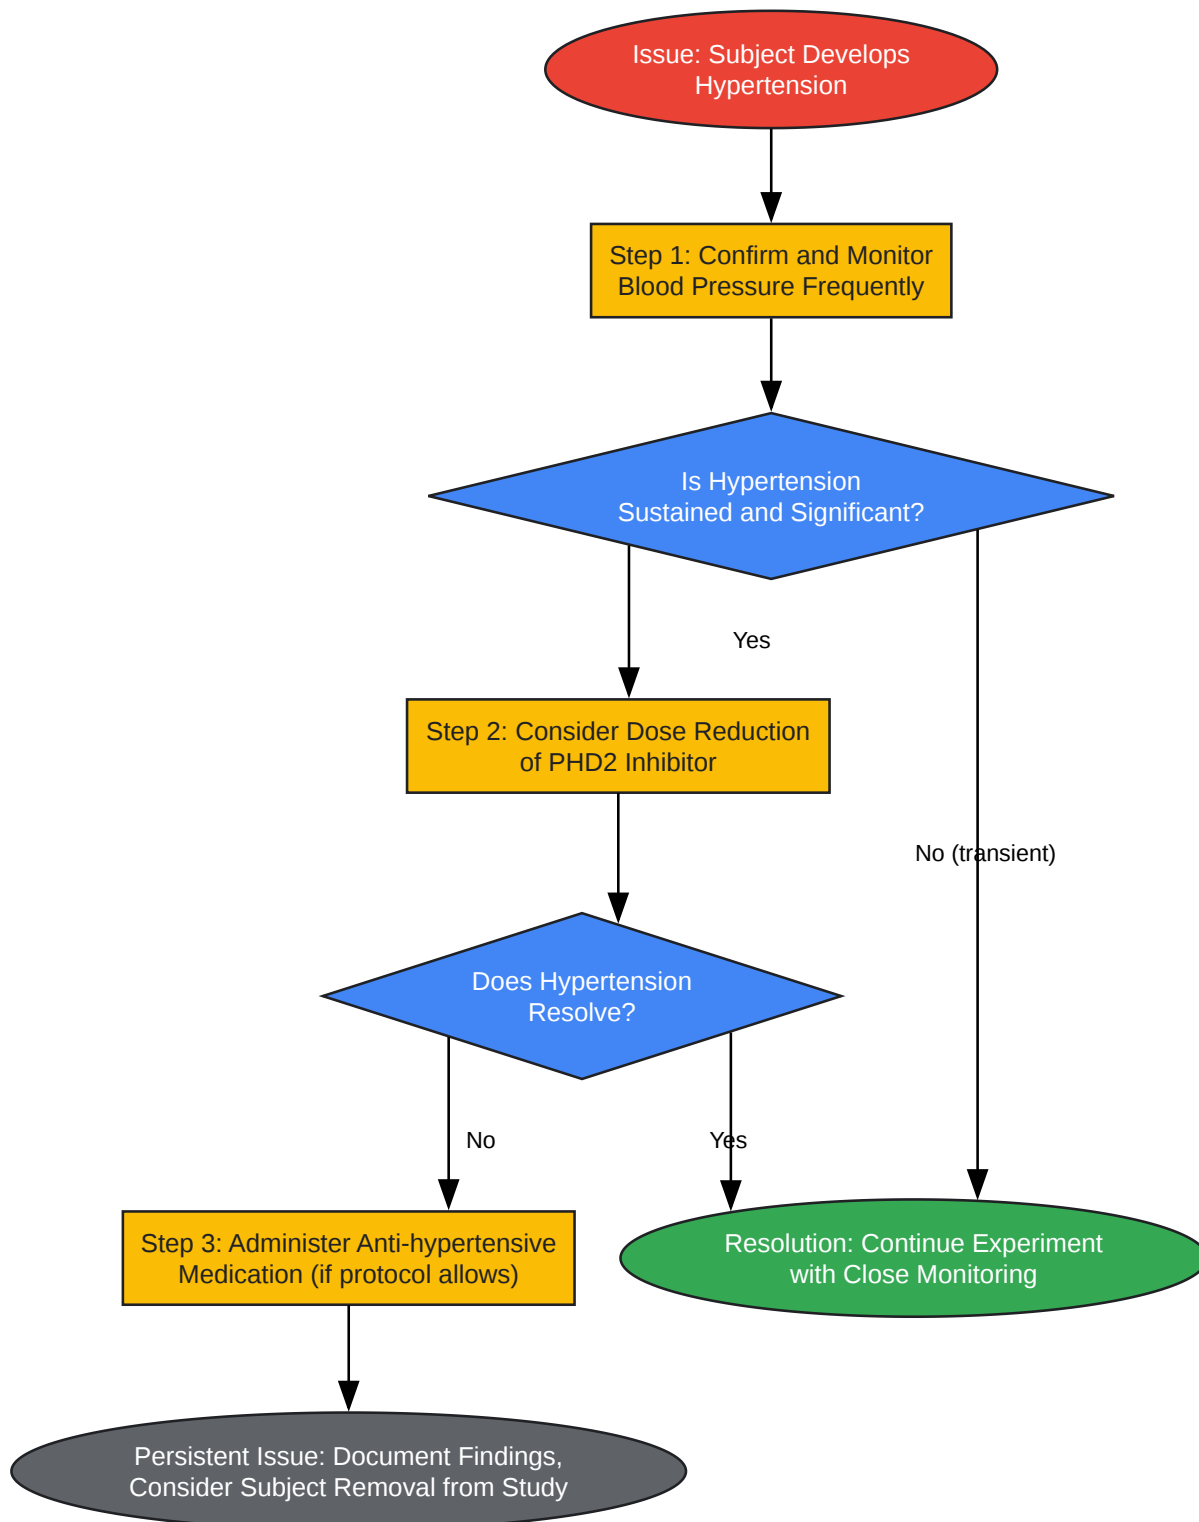 Issue: Subject Develops
Hypertension
Step 1: Confirm and Monitor
Blood Pressure Frequently
Is Hypertension
Sustained and Significant?
Yes
Step 2: Consider Dose Reduction
of PHD2 Inhibitor
No (transient)
Does Hypertension
Resolve?
No
Yes
Step 3: Administer Anti-hypertensive
Medication (if protocol allows)
Resolution: Continue Experiment
with Close Monitoring
Persistent Issue: Document Findings,
Consider Subject Removal from Study